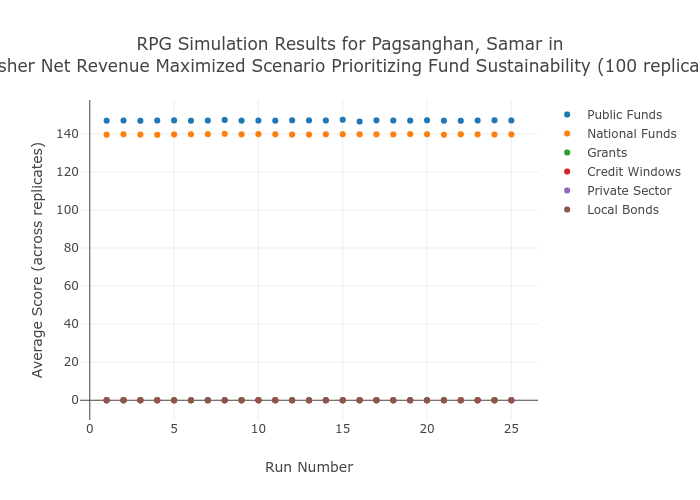 RPG Simulation Results for Pagsanghan, Samar in
Net Revenue Maximized Scenario Prioritizing Fund Sustainability (100
Average Score (across replicates)
140
120
100
80
60
40
20
0
0
5
10
15
20
25
Run Number
Public Funds
National Funds
Grants
Credit Windows
Private Sector
Local Bonds